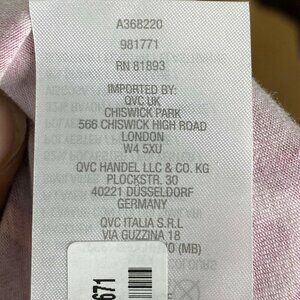 A368220
981771
RN 81893
IMPORTED BY:
QVC UK
CHISWICK PARK
566 CHISWICK HIGH ROAD
LONDON
W4 5XU
QVC HANDEL LLC & CO. KG
PLOCKSTR. 30
40221 DÜSSELDORF
GERMANY
QVC ITALIA S.R.L
VIA GUZZINA 18
(MB)
671